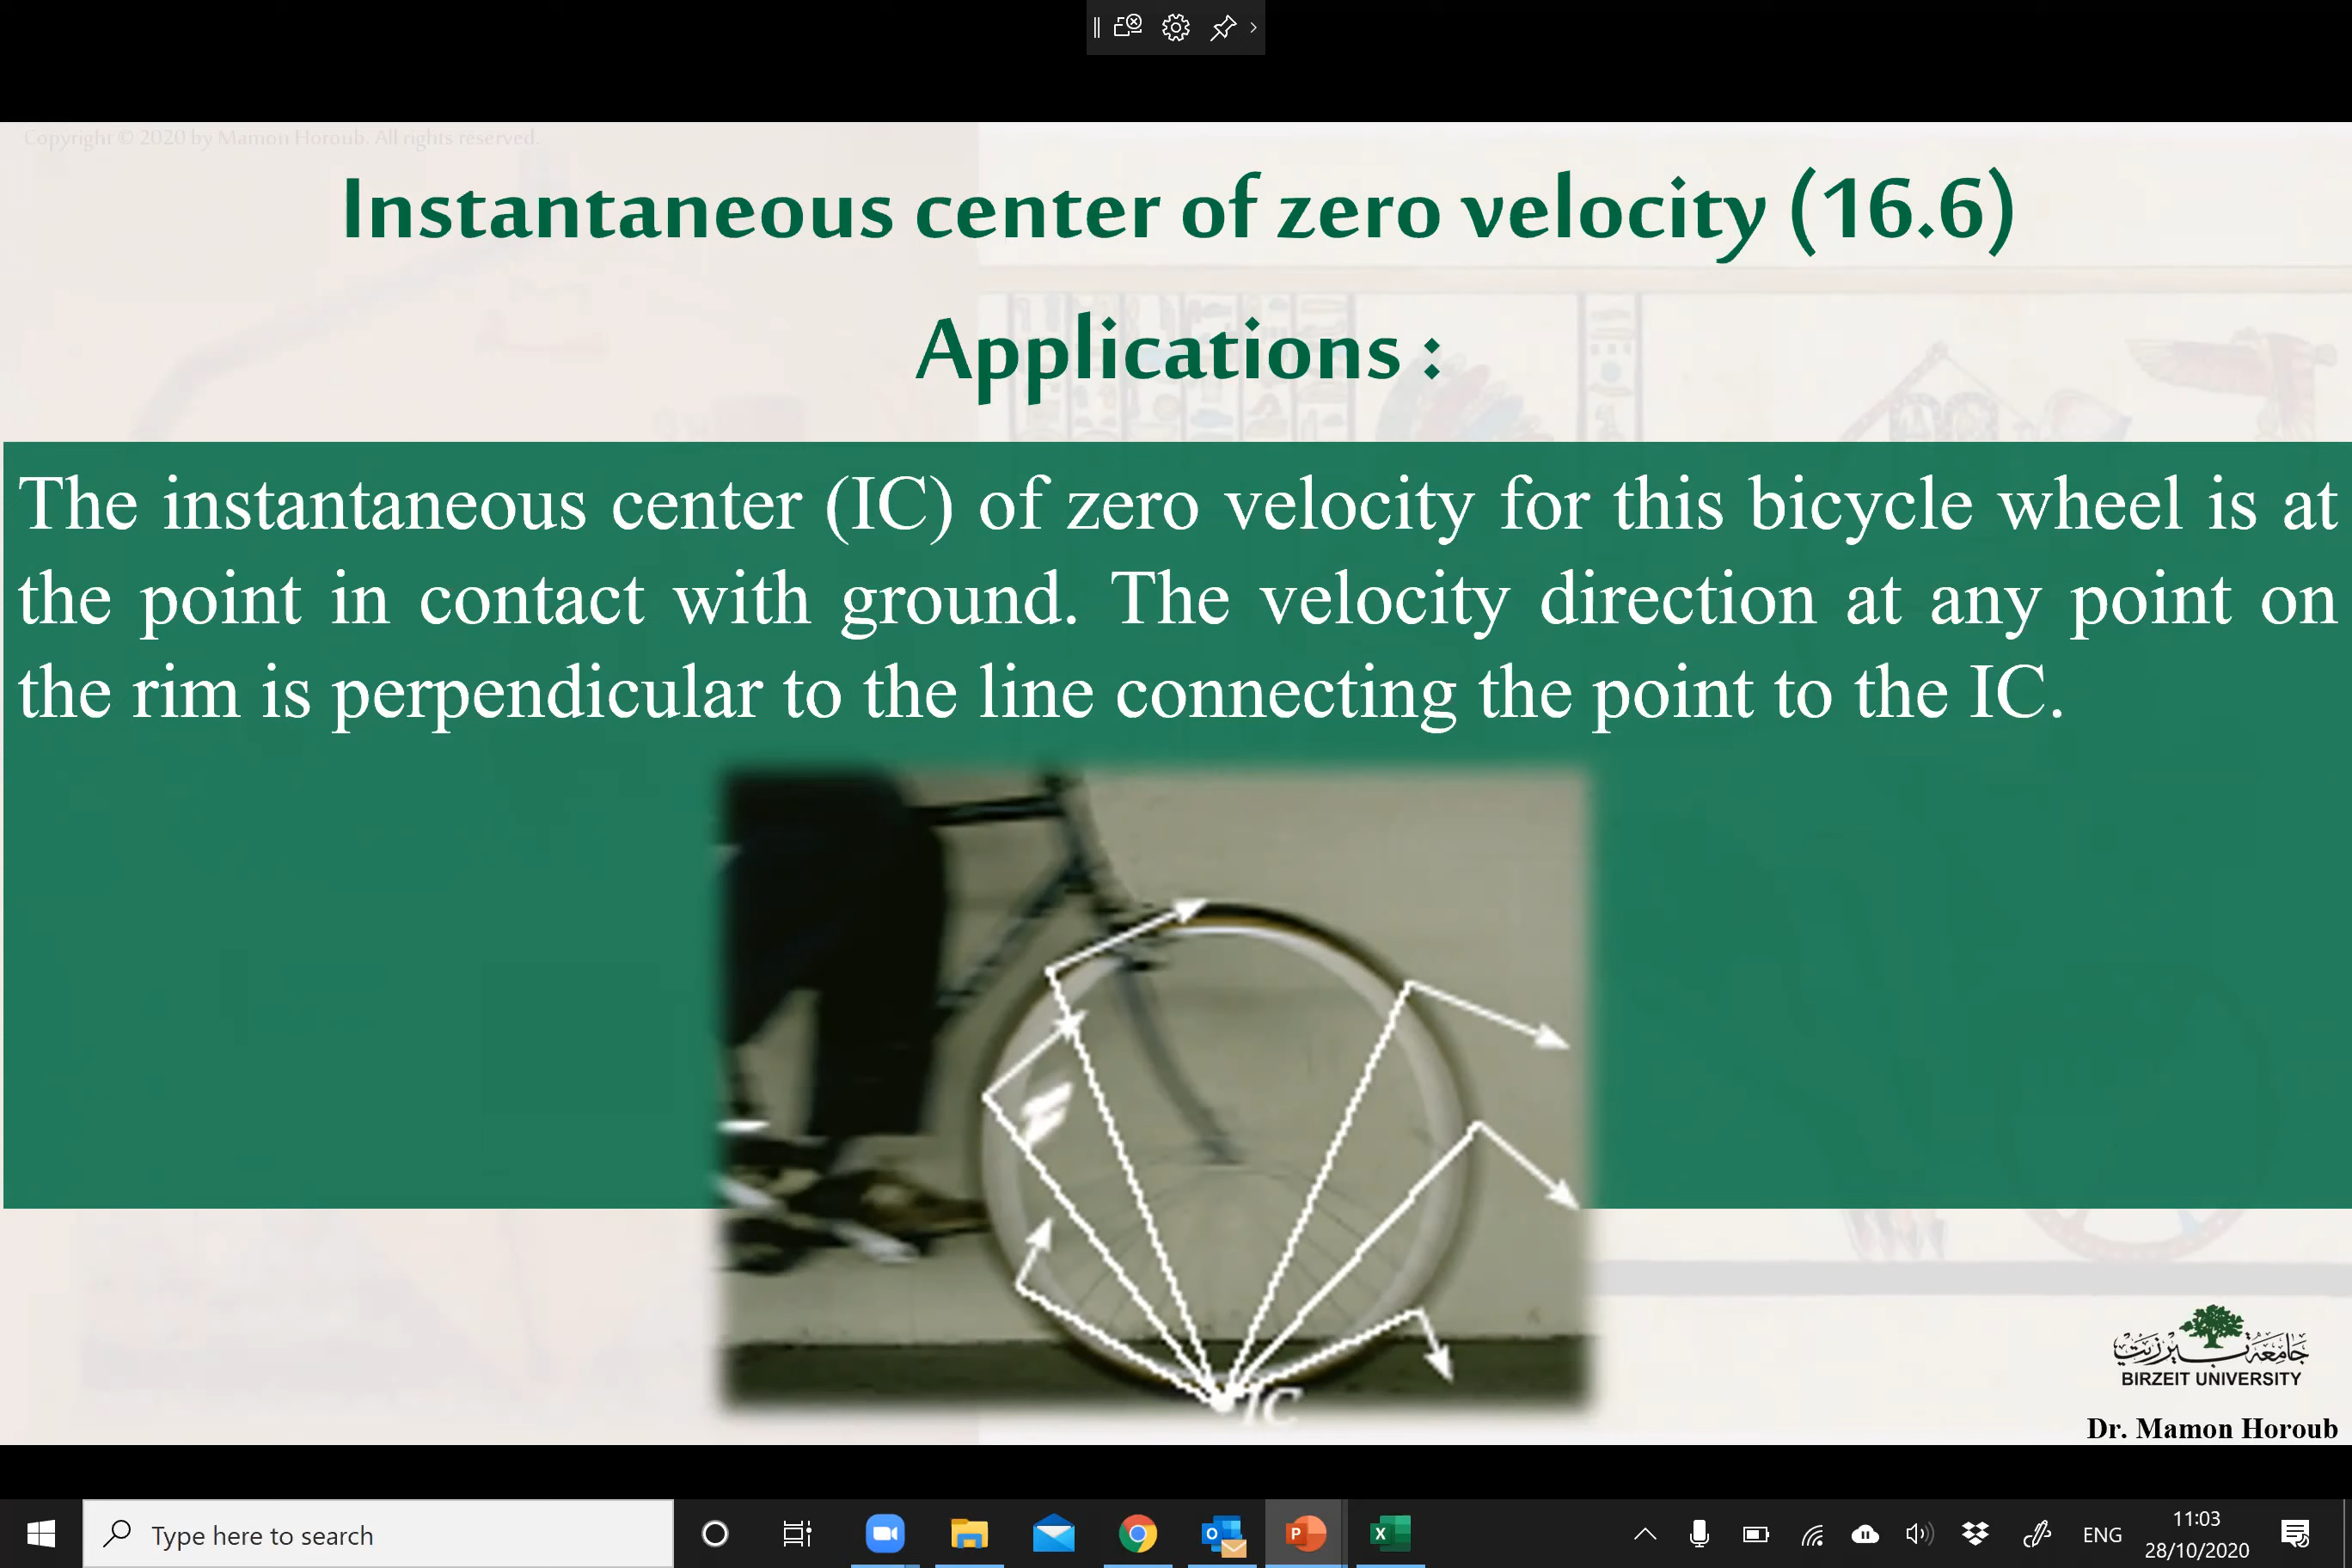 Copyright © 2020 by Mamon Horoub. All rights reserved.
Instantaneous center of zero velocity (16.6)
Applications :
The instantaneous center (IC) of zero velocity for this bicycle wheel is at
the point in contact with ground. The velocity direction at any point on
the rim is perpendicular to the line connecting the point to the IC.
IC
جامعة بيرزيت
BIRZEIT UNIVERSITY
Dr. Mamon Horoub
Type here to search
ENG
11:03
28/10/2020